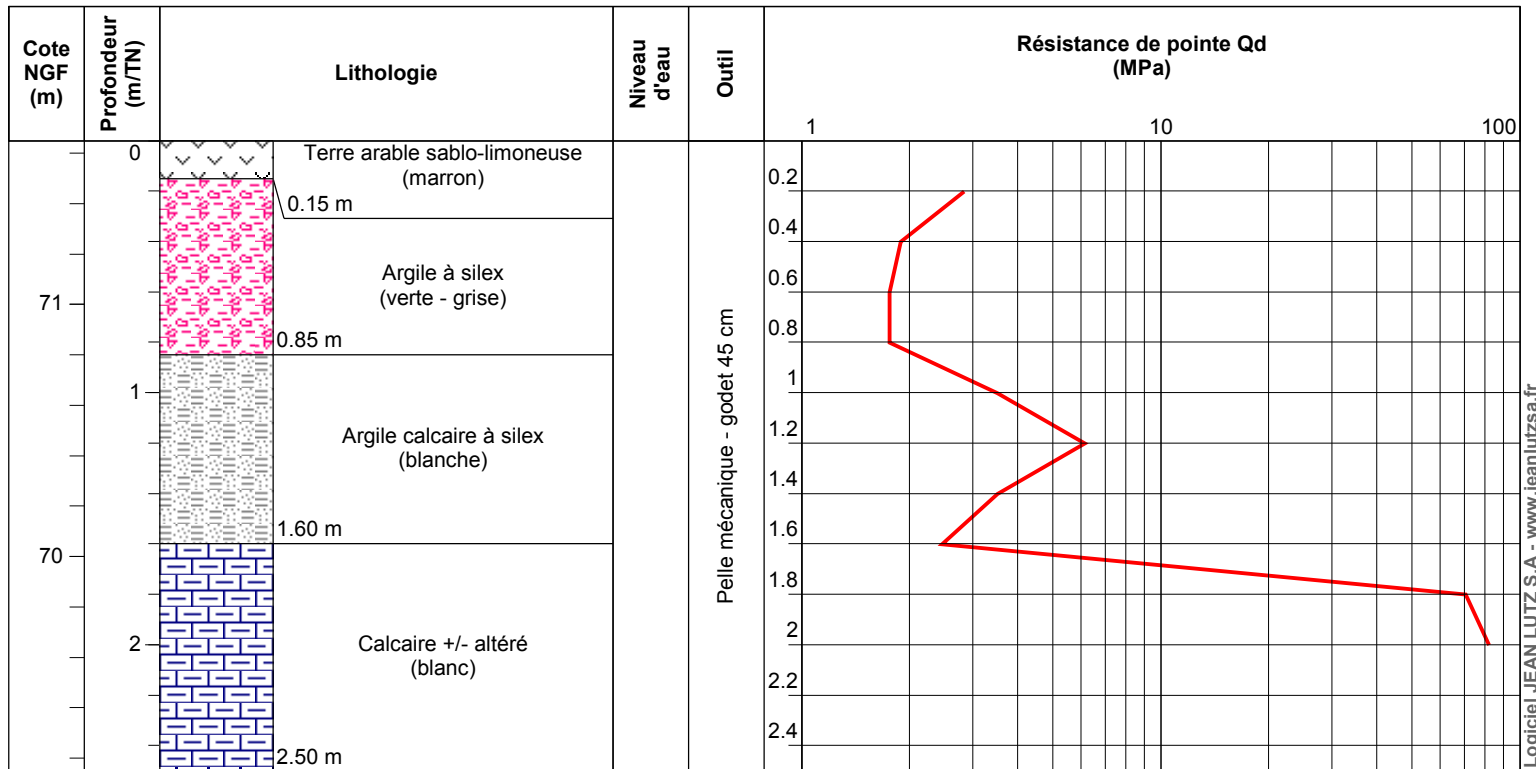 Cote
NGF
(m)
Profondeur
(m/TN)
Lithologie
Niveau
d'eau
Outil
Résistance de pointe Qd
(MPa)
1
10
100
0
Terre arable sablo-limoneuse
(marron)
0.15 m
Argile à silex
(verte - grise)
71
0.85 m
1
Argile calcaire à silex
(blanche)
1.60 m
70
2
Calcaire +/- altéré
(blanc)
2.50 m
Pelle mécanique - godet 45 cm
0.2
0.4
0.6
0.8
1
1.2
1.4
1.6
1.8
2
2.2
2.4
Logiciel JEAN LUTZ S.A - www.jeanlutzsa.fr